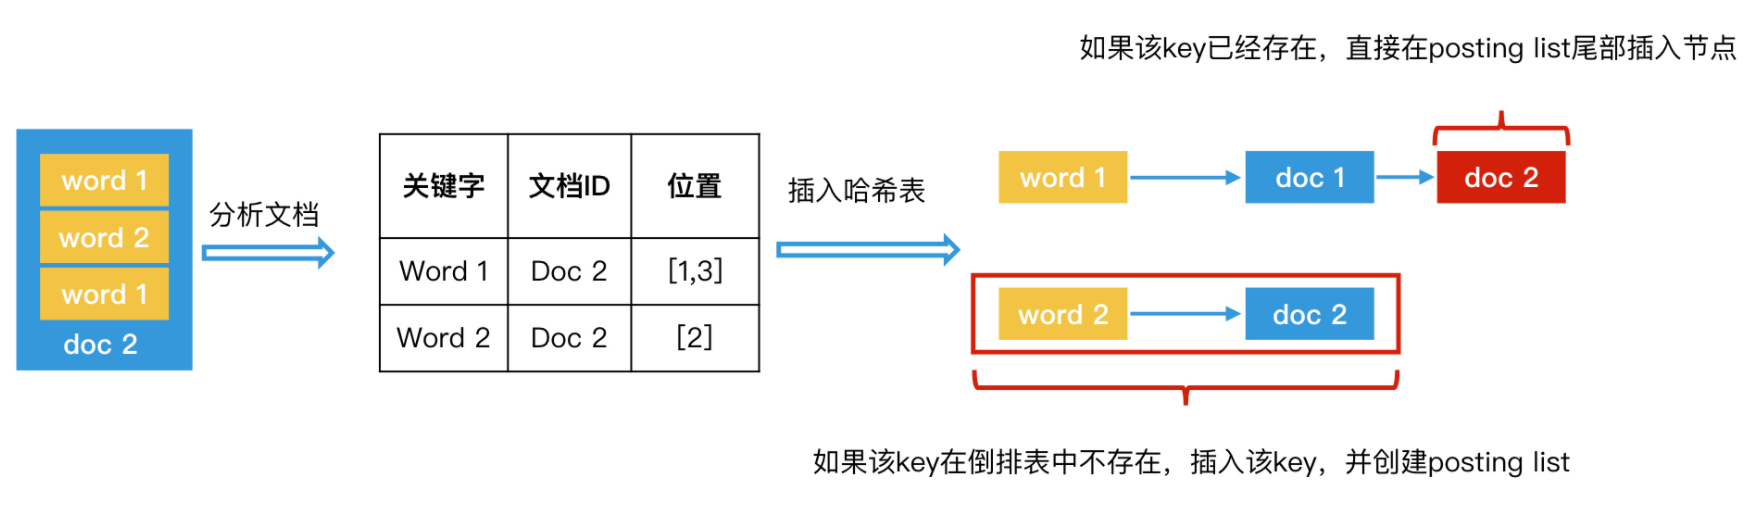 如果该key已经存在，直接在posting list尾部插入节点
word 1
word 2
word 1
doc 2
分析文档
关键字 文档ID 位置
Word 1 Doc 2 [1,3]
Word 2 Doc 2 [2]
插入哈希表
word 1 doc 1 doc 2
word 2 doc 2
如果该key在倒排表中不存在，插入该key，并创建posting list